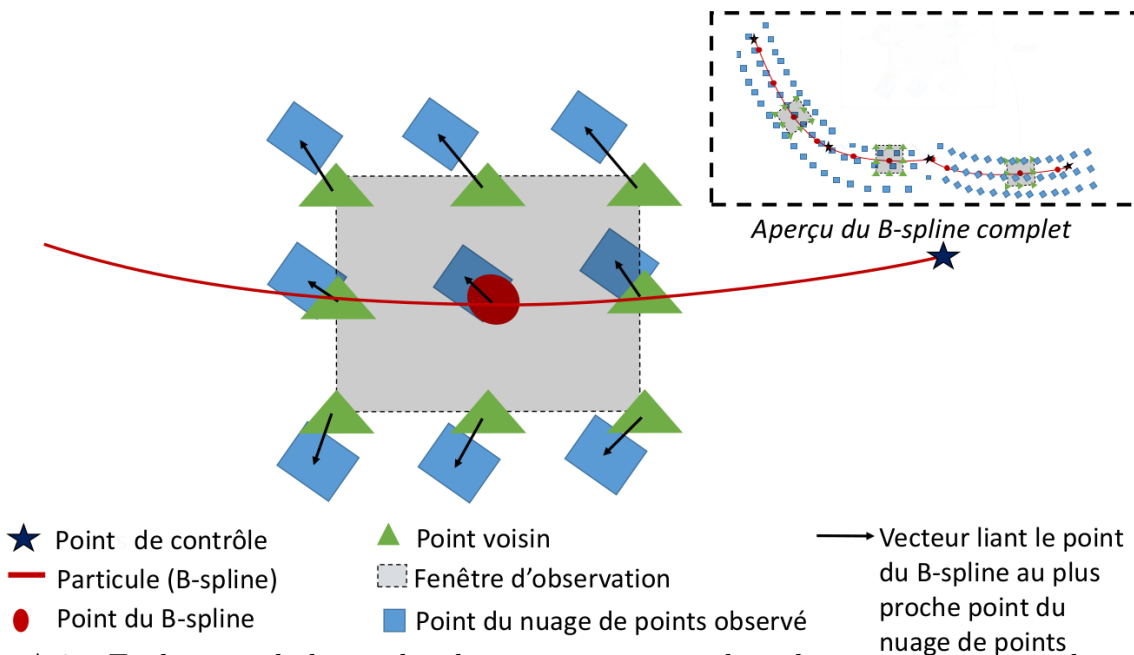 Aperçu du B-spline complet
Point de contrôle
Particule (B-spline)
Point du B-spline
Point voisin
Fenêtre d'observation
Point du nuage de points observé
Vecteur liant le point
du B-spline au plus
proche point du
nuage de points